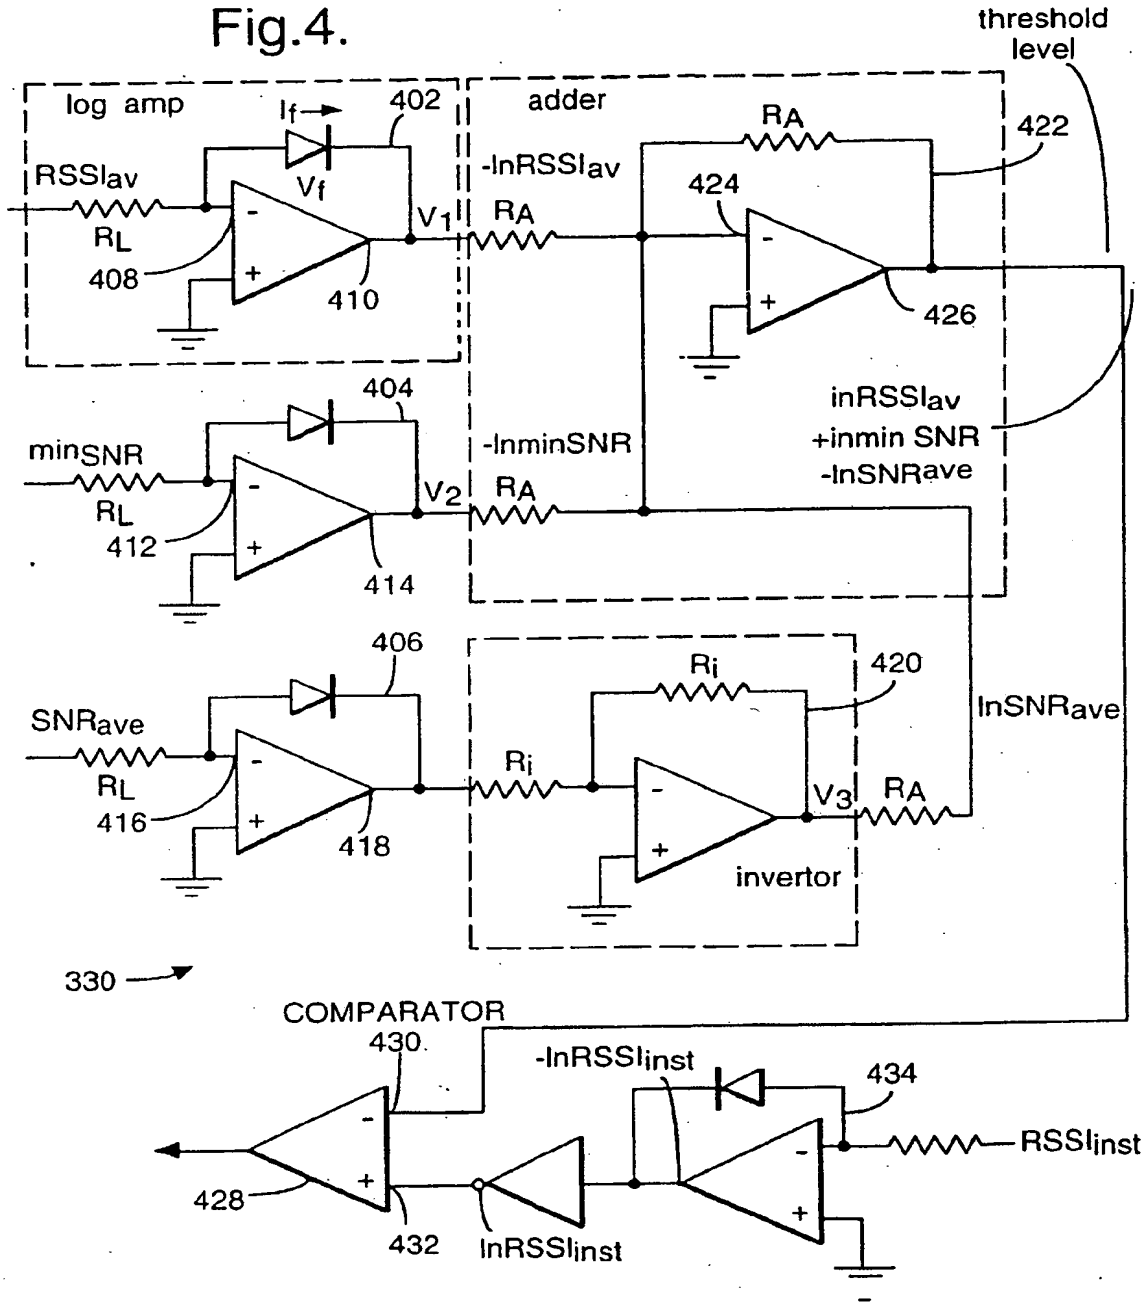 Fig.4.
threshold
level
log amp
If
402
adder
RA
422
RSSIav
Vf
-lnRSSIav
424
-
V1
RA
-
RL
408
+
410
+
426
404
inRSSIav
+inmin SNR
-lnSNRave
minSNR
-lnminSNR
-
V2
RA
RL
412
+
414
406
Ri
420
SNRave
lnSNRave
-
Ri
RL
416
-
V3
RA
+
418
+
invertor
330
COMPARATOR
430
-lnRSSIinst
434
-
-
RSSIinst
+
428
+
432
lnRSSIinst